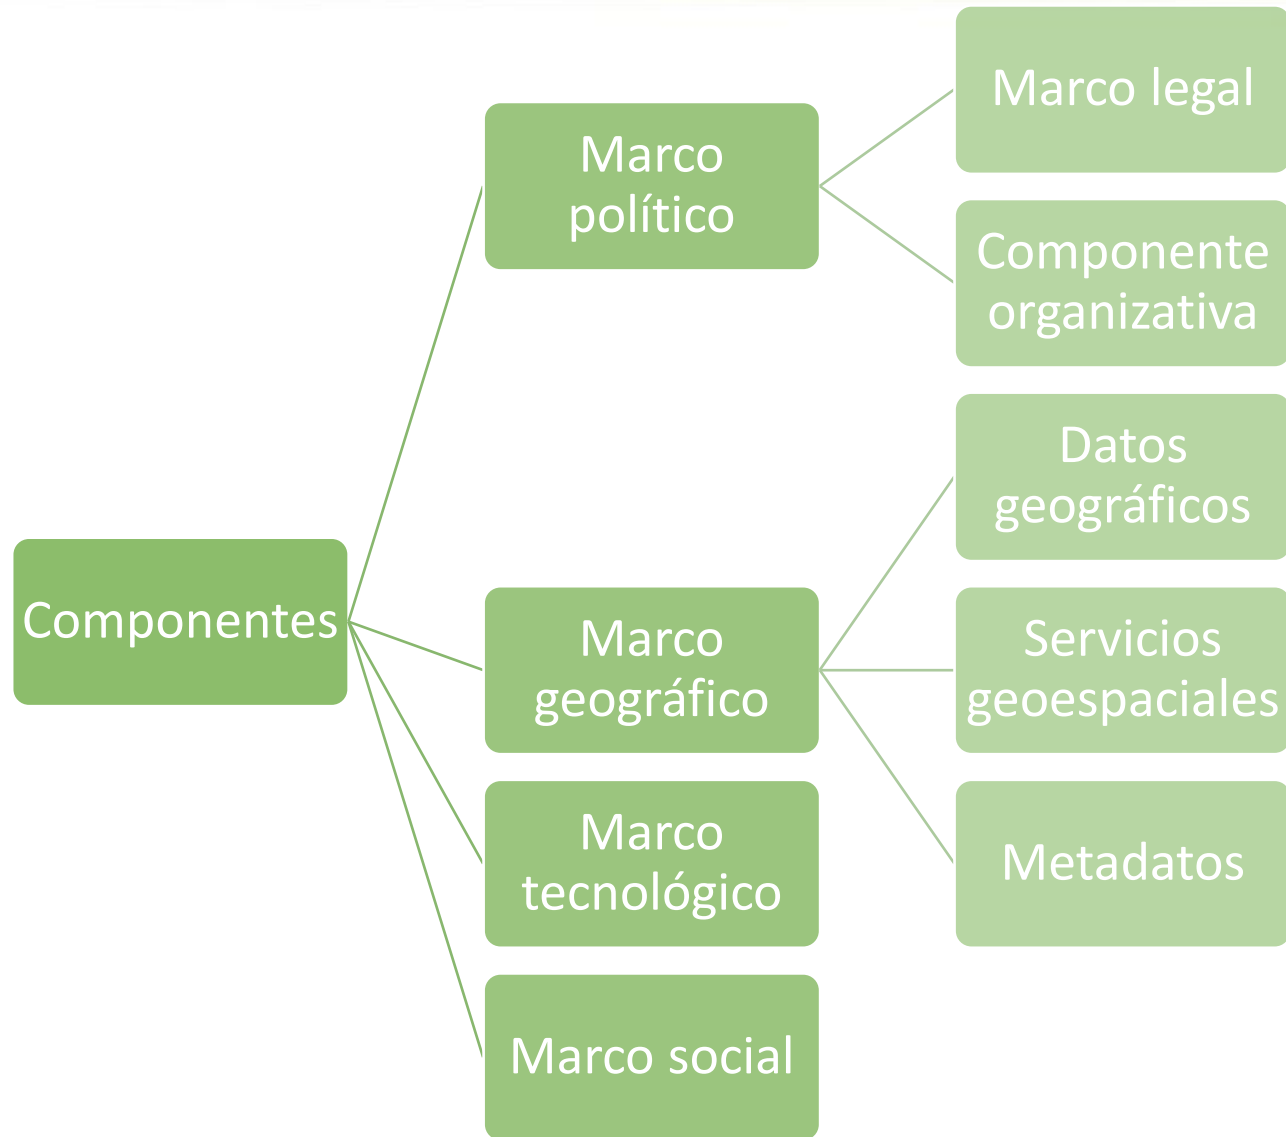 Componentes
Marco
político
Marco legal
Componente
organizativa
Marco
geográfico
Datos
geográficos
Servicios
geoespaciales
Metadatos
Marco
tecnológico
Marco social